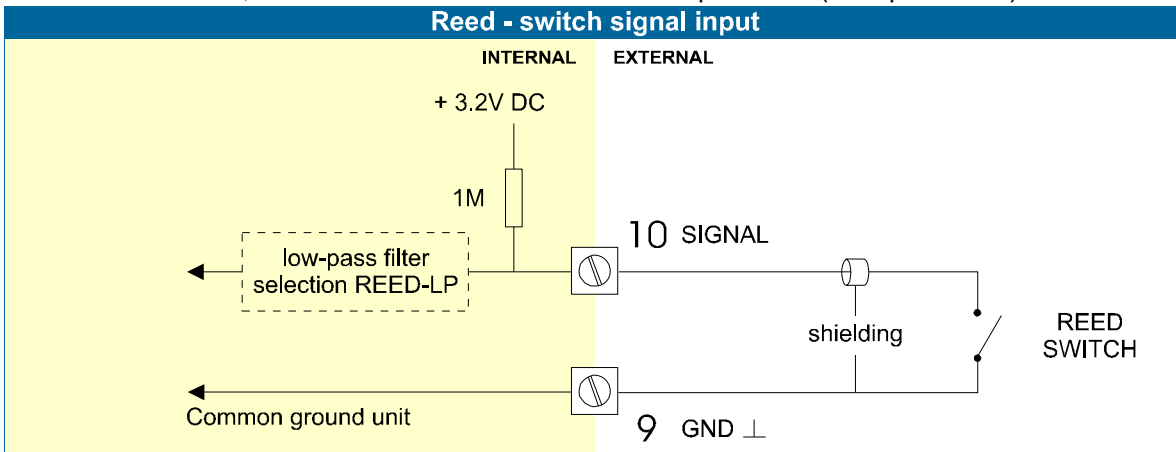 Reed - switch signal input
INTERNAL
EXTERNAL
+ 3.2V DC
1M
10 SIGNAL
low-pass filter
selection REED-LP
shielding
REED
SWITCH
Common ground unit
9 GND ⊥